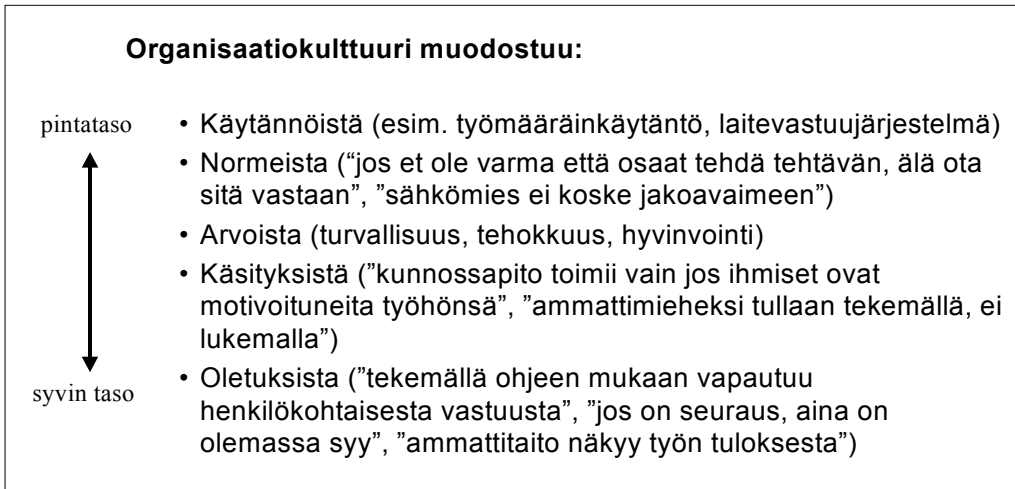 Organisaatiokulttuuri muodostuu:
pintataso
• Käytännöistä (esim. työmääräinkäytäntö, laitevastuujärjestelmä)
• Normeista (“jos et ole varma että osaat tehdä tehtävän, älä ota
sitä vastaan”, ”sähkömies ei koske jakoavaimeen”)
• Arvoista (turvallisuus, tehokkuus, hyvinvointi)
• Käsityksistä (”kunnossapito toimii vain jos ihmiset ovat
motivoituneita työhönsä”, ”ammattimieheksi tullaan tekemällä, ei
lukemalla”)
syvin taso
• Oletuksista (”tekemällä ohjeen mukaan vapautuu
henkilökohtaisesta vastuusta”, ”jos on seuraus, aina on
olemassa syy”, ”ammattitaito näkyy työn tuloksesta”)